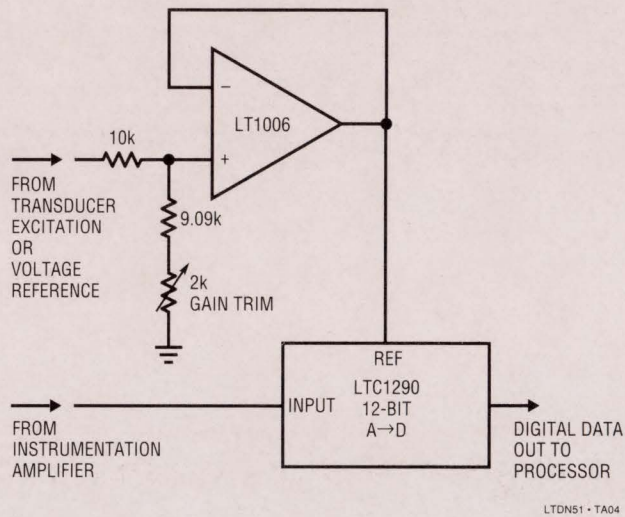 LT1006
10k
FROM
TRANSDUCER
EXCITATION
OR
VOLTAGE
REFERENCE
9.09k
2k
GAIN TRIM
REF
LTC1290
12-BIT
A→D
INPUT
FROM
INSTRUMENTATION
AMPLIFIER
DIGITAL DATA
OUT TO
PROCESSOR
LTDN51 • TA04